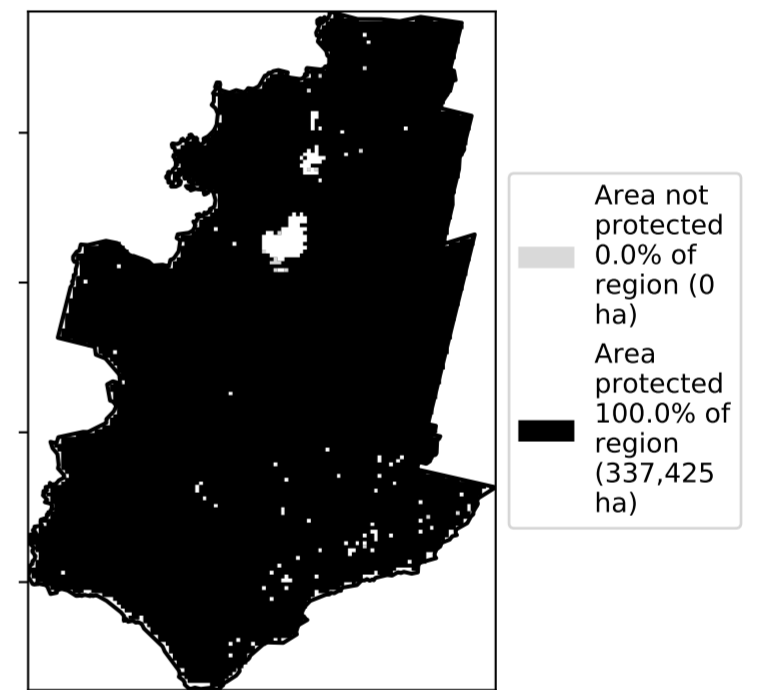 Area not
protected
0.0% of
region (0
ha)
Area
protected
100.0% of
region
(337,425
ha)